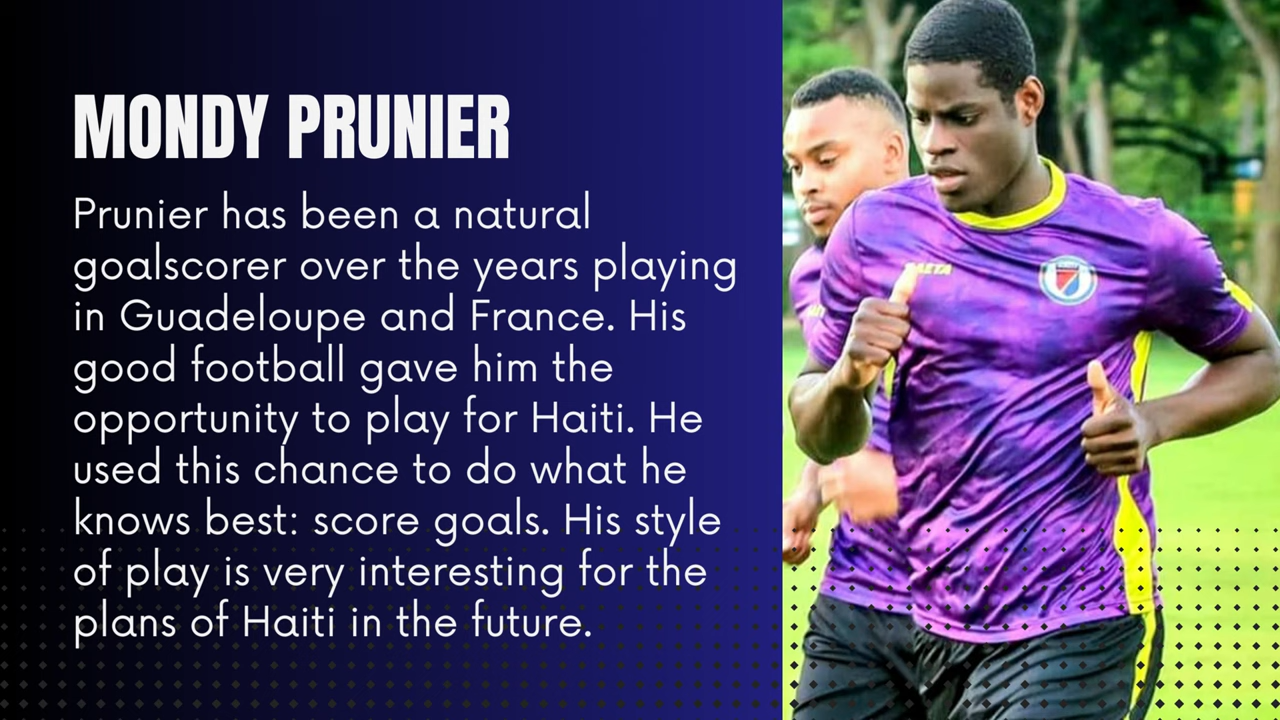 MONDY PRUNIER
Prunier has been a natural
goalscorer over the years playing
in Guadeloupe and France. His
good football gave him the
opportunity to play for Haiti. He
used this chance to do what he
knows best: score goals. His style
of play is very interesting for the
plans of Haiti in the future.